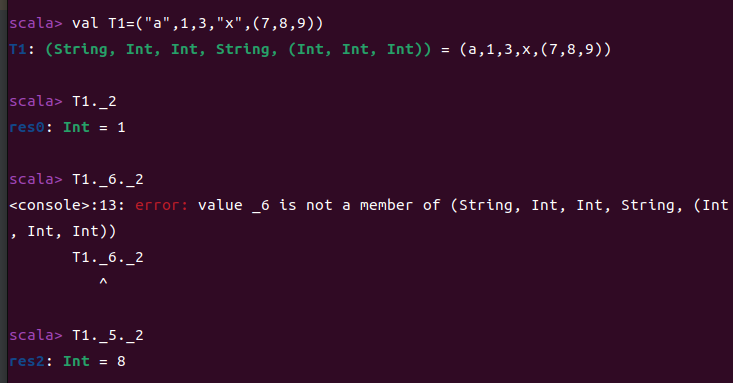 scala> val T1=("a",1,3,"x",(7,8,9))
T1: (String, Int, Int, String, (Int, Int, Int)) = (a,1,3,x,(7,8,9))
scala> T1._2
res0: Int = 1
scala> T1._6._2
<console>:13: error: value _6 is not a member of (String, Int, Int, String, (Int
, Int, Int))
       T1._6._2
          ^
scala> T1._5._2
res2: Int = 8